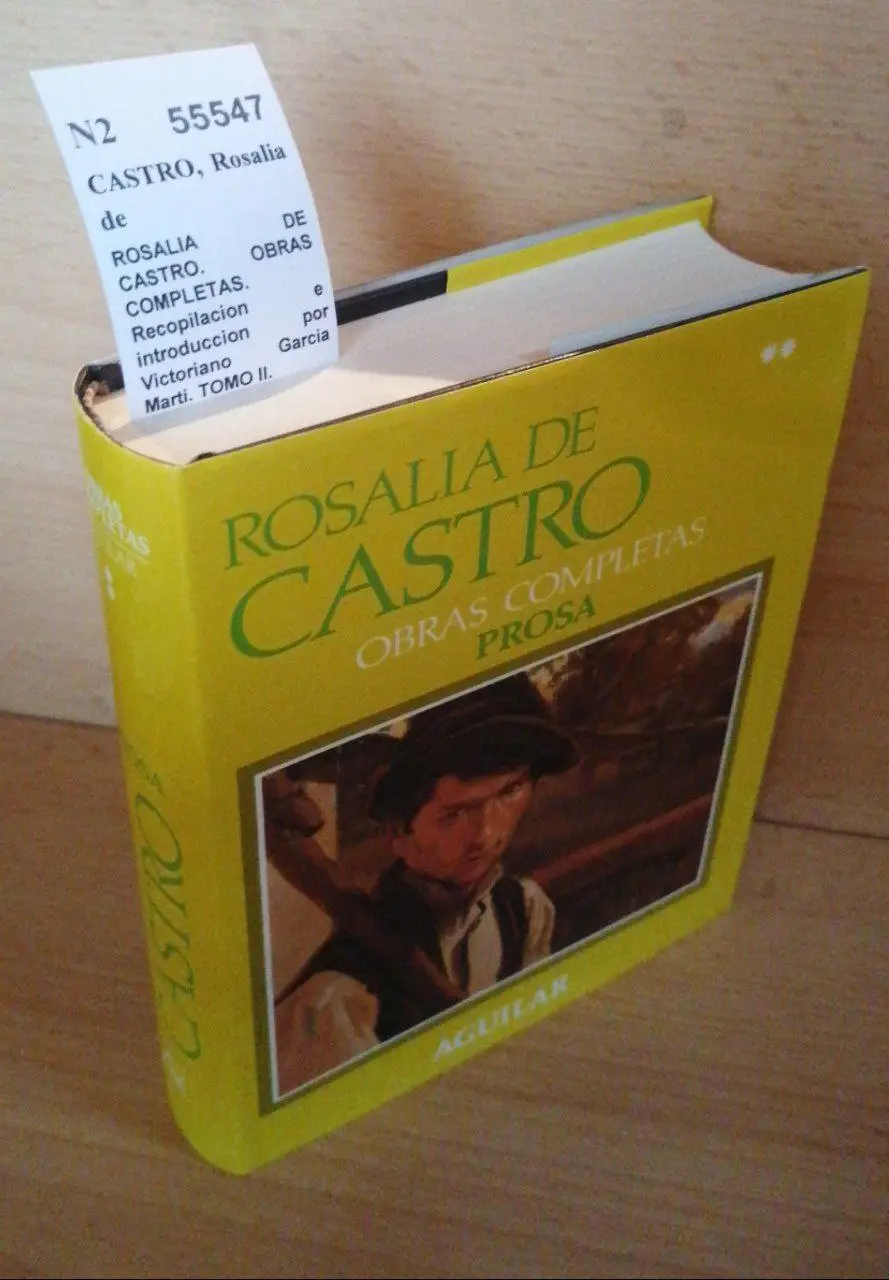 N2 55547
CASTRO, Rosalia
de
ROSALIA DE
CASTRO. OBRAS
COMPLETAS.
Recopilacion e
introduccion por
Victoriano Garcia
Marti. TOMO II.
**
ROSALIA DE
CASTRO
OBRAS COMPLETAS
PROSA
AGUILAR
CASTRO